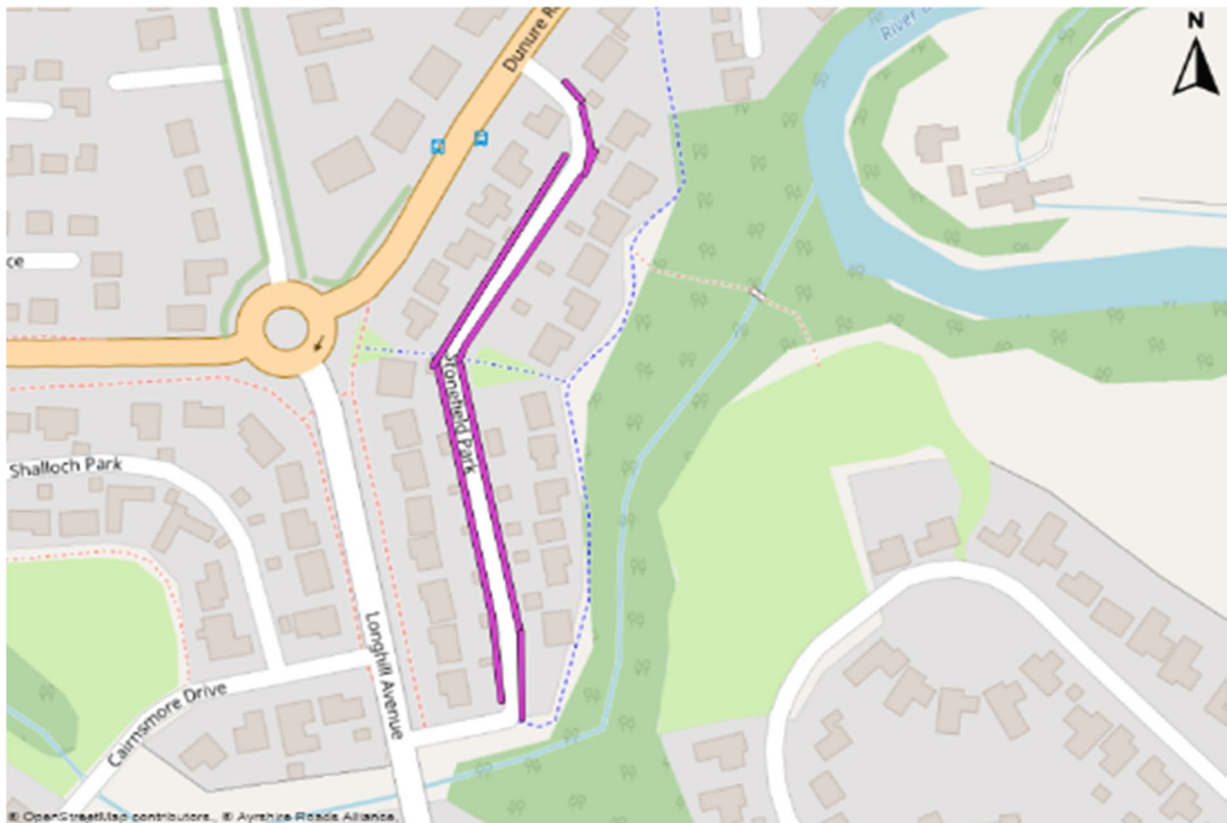 N
River
Dunure R
ce
Stonefield Park
Shalloch Park
Longhill Avenue
Cairnsmore Drive
© OpenStreetMap contributors., © Ayrshire Roads Alliance,